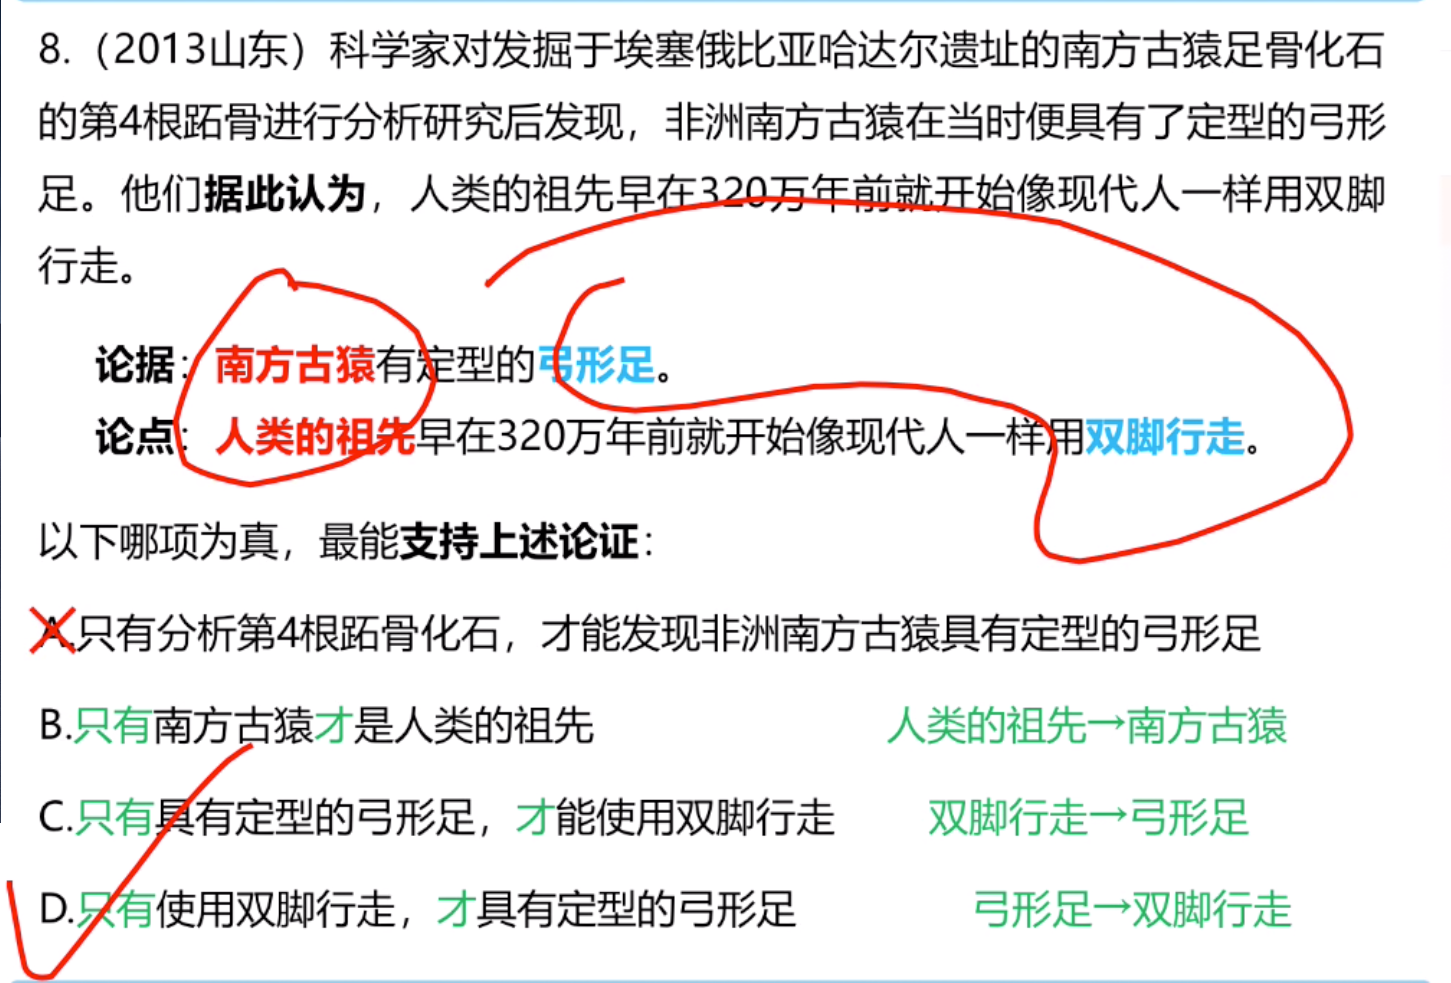 8.（2013山东）科学家对发掘于埃塞俄比亚哈达尔遗址的南方古猿足骨化石
的第4根跖骨进行分析研究后发现，非洲南方古猿在当时便具有了定型的弓形
足。他们据此认为，人类的祖先早在320万年前就开始像现代人一样用双脚
行走。
论据：南方古猿有定型的弓形足。
论点：人类的祖先早在320万年前就开始像现代人一样用双脚行走。
以下哪项为真，最能支持上述论证：
A.只有分析第4根跖骨化石，才能发现非洲南方古猿具有定型的弓形足
B.只有南方古猿才是人类的祖先 人类的祖先→南方古猿
C.只有具有定型的弓形足，才能使用双脚行走 双脚行走→弓形足
D.只有使用双脚行走，才具有定型的弓形足 弓形足→双脚行走